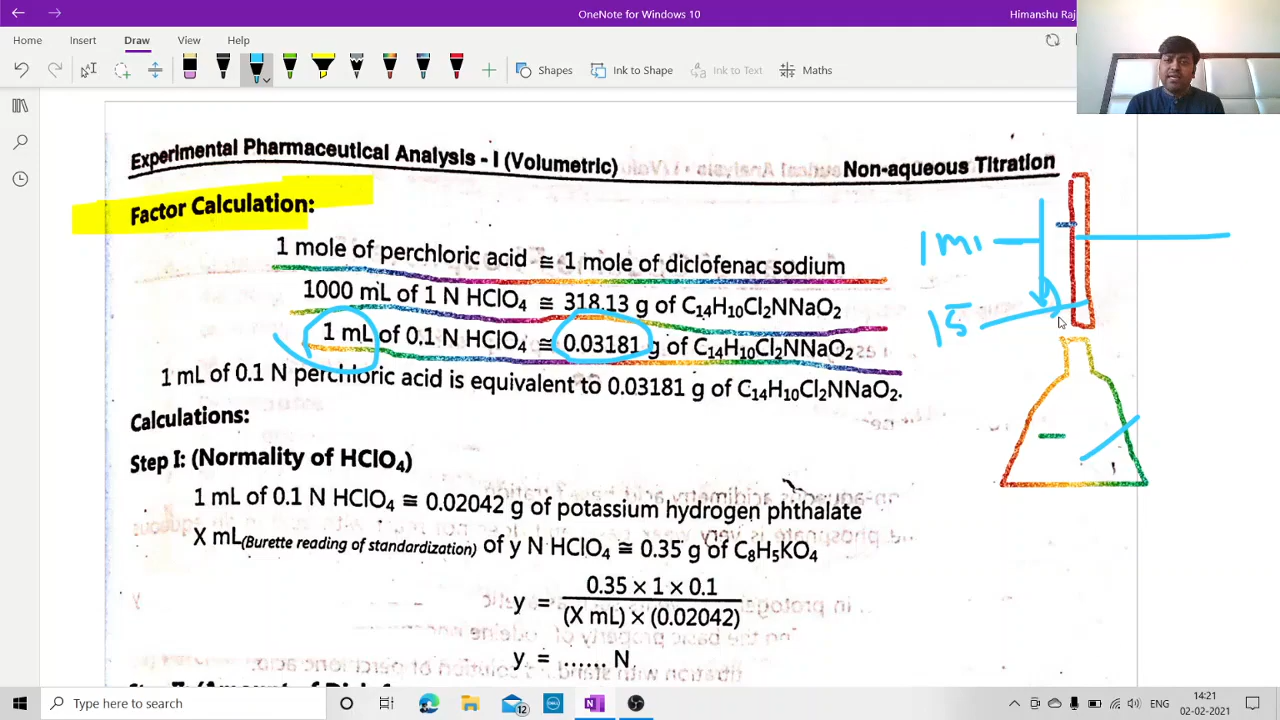 OneNote for Windows 10
Himanshu Raj
Home Insert Draw View Help
Shapes Ink to Shape Ink to Text Maths
Experimental Pharmaceutical Analysis - I (Volumetric) Non-aqueous Titration
Factor Calculation:
1 mole of perchloric acid ≅ 1 mole of diclofenac sodium
1000 mL of 1 N HClO₄ ≅ 318.13 g of C₁₄H₁₀Cl₂NNaO₂
1 mL of 0.1 N HClO₄ ≅ 0.03181 g of C₁₄H₁₀Cl₂NNaO₂
1 mL of 0.1 N perchloric acid is equivalent to 0.03181 g of C₁₄H₁₀Cl₂NNaO₂.
1ml
15
Calculations:
Step I: (Normality of HClO₄)
1 mL of 0.1 N HClO₄ ≅ 0.02042 g of potassium hydrogen phthalate
X mL(Burette reading of standardization) of y N HClO₄ ≅ 0.35 g of C₈H₅KO₄
y = 0.35 × 1 × 0.1
(X mL) × (0.02042)
y = ...... N
Type here to search
12
ENG
14:21
02-02-2021